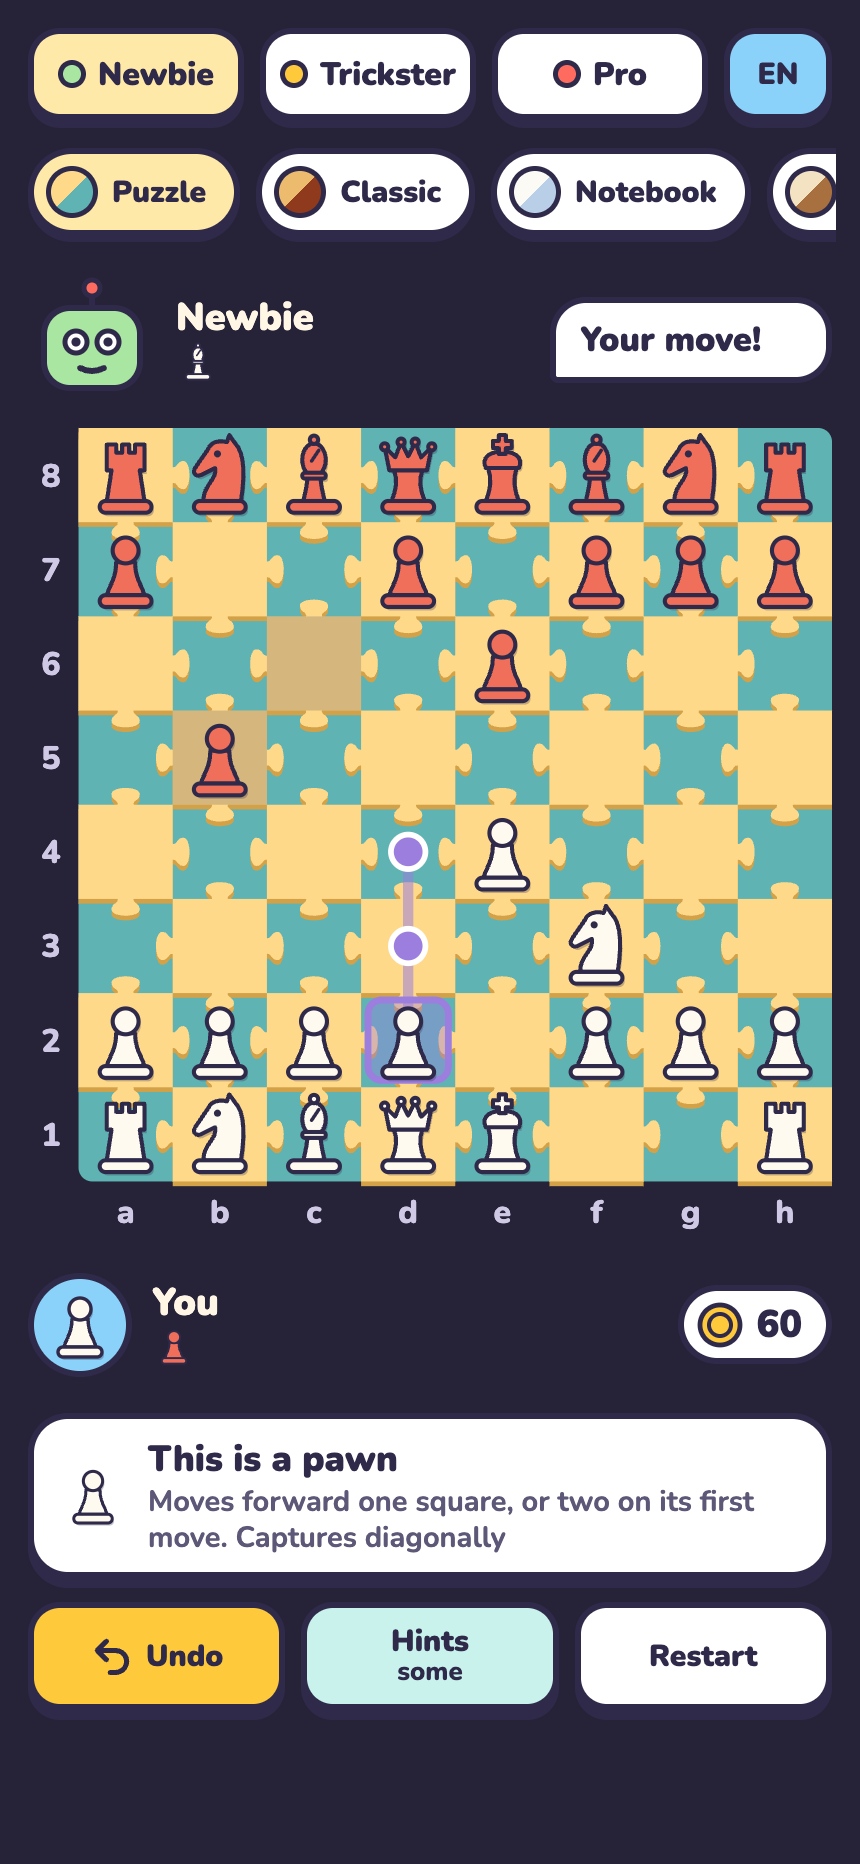 Newbie
Trickster
Pro
EN
Puzzle
Classic
Notebook
Newbie
Your move!
8
7
6
5
4
3
2
1
a b c d e f g h
You
60
This is a pawn
Moves forward one square, or two on its first
move. Captures diagonally
Undo
Hints
some
Restart